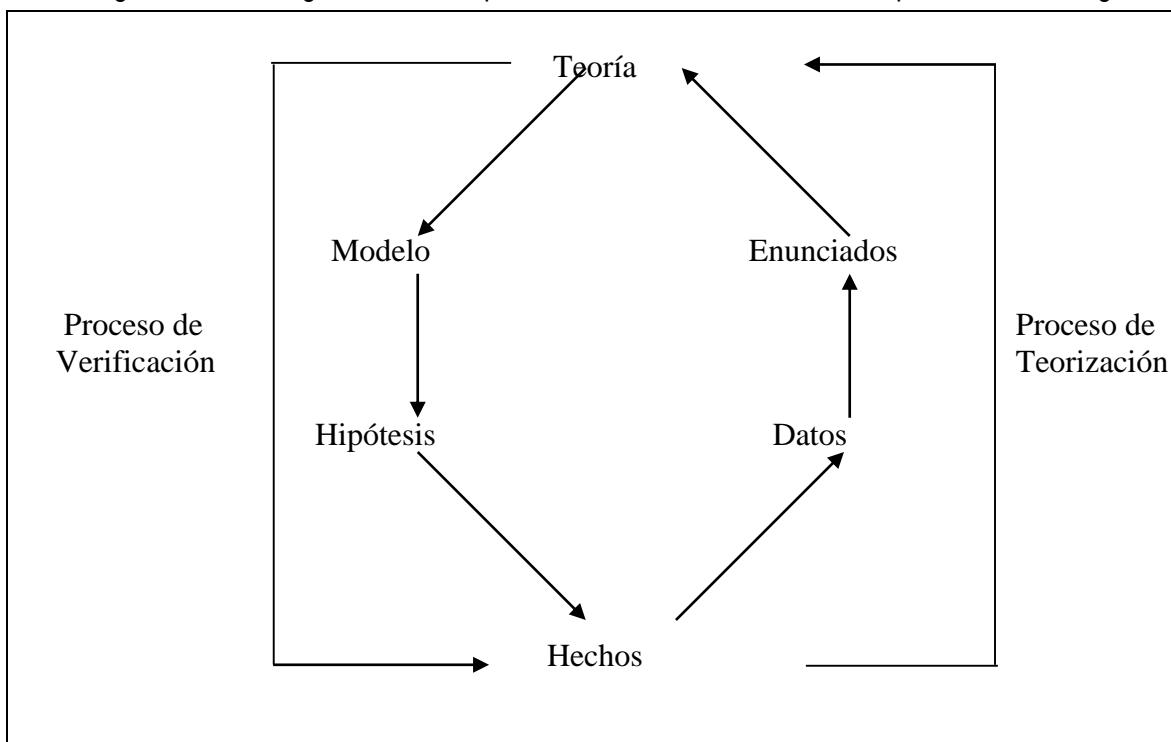 Teoría
Modelo
Enunciados
Proceso de
Verificación
Proceso de
Teorización
Hipótesis
Datos
Hechos